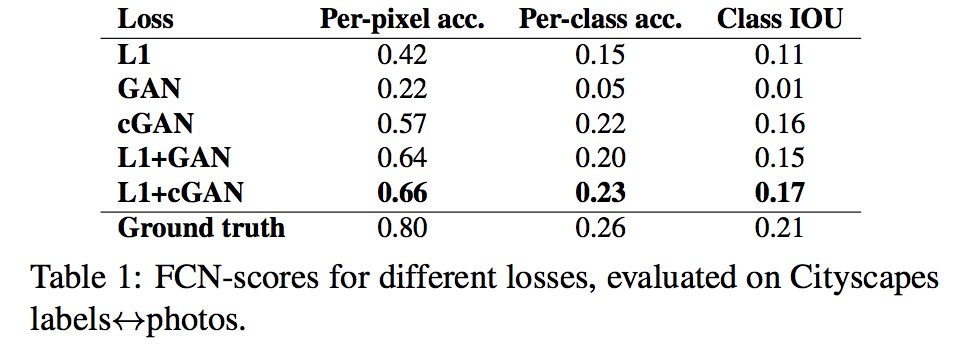 Loss Per-pixel acc. Per-class acc. Class IOU
L1 0.42 0.15 0.11
GAN 0.22 0.05 0.01
cGAN 0.57 0.22 0.16
L1+GAN 0.64 0.20 0.15
L1+cGAN 0.66 0.23 0.17
Ground truth 0.80 0.26 0.21
Table 1: FCN-scores for different losses, evaluated on Cityscapes
labels↔photos.